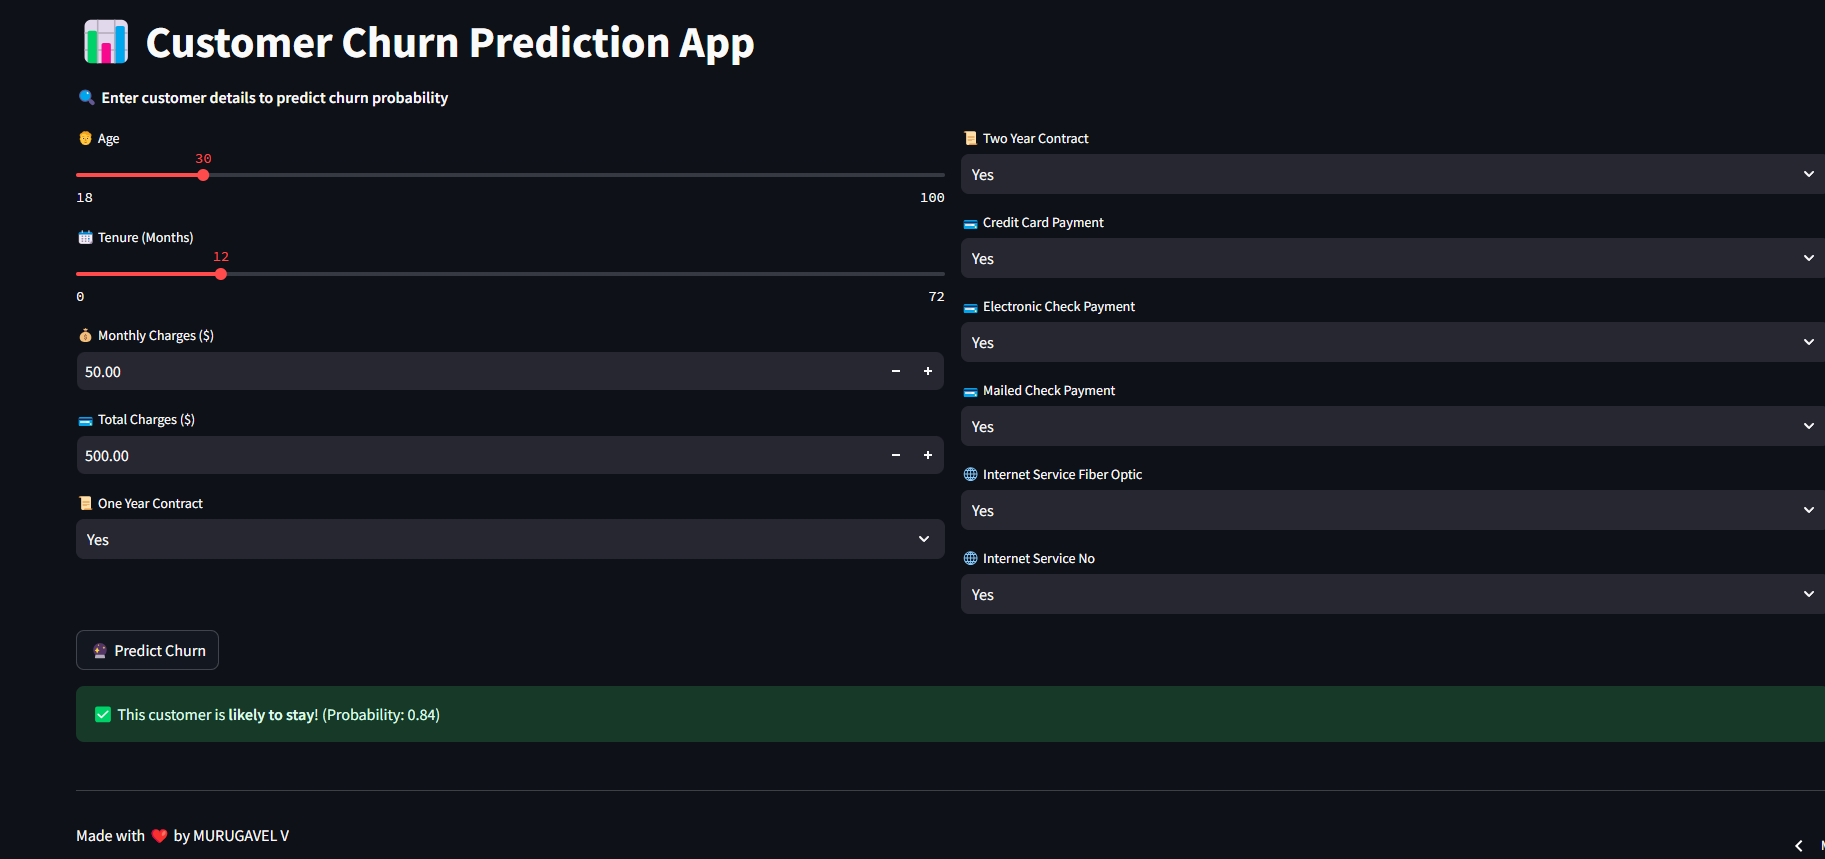 Customer Churn Prediction App
Enter customer details to predict churn probability
Age
30
18 100
Tenure (Months)
12
0 72
Monthly Charges ($)
50.00
Total Charges ($)
500.00
One Year Contract
Yes
Two Year Contract
Yes
Credit Card Payment
Yes
Electronic Check Payment
Yes
Mailed Check Payment
Yes
Internet Service Fiber Optic
Yes
Internet Service No
Yes
Predict Churn
This customer is likely to stay! (Probability: 0.84)
Made with ❤️ by MURUGAVEL V